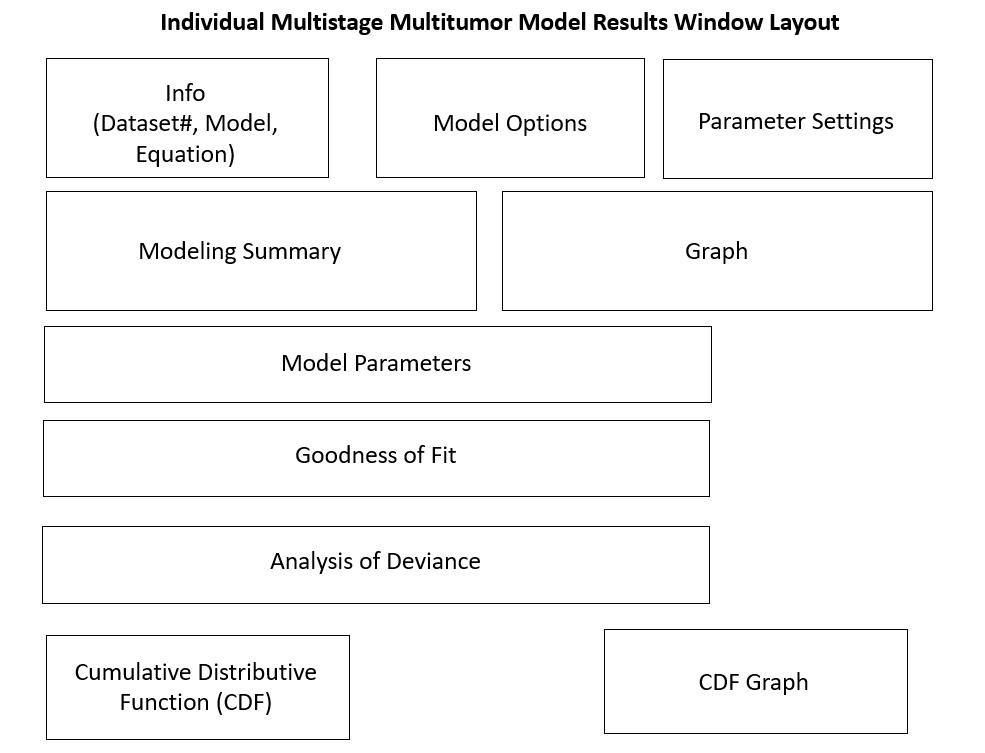 Individual Multistage Multitumor Model Results Window Layout
Info
(Dataset#, Model,
Equation)
Model Options
Parameter Settings
Modeling Summary
Graph
Model Parameters
Goodness of Fit
Analysis of Deviance
Cumulative Distributive
Function (CDF)
CDF Graph